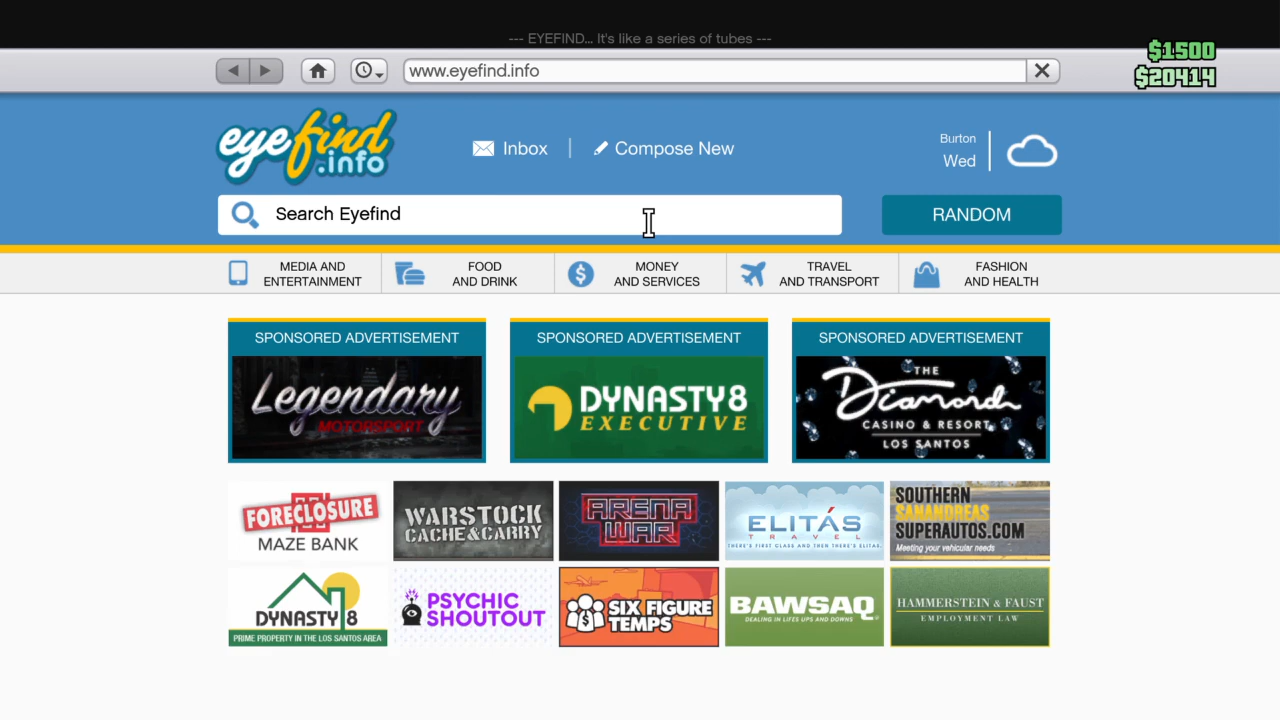 --- EYEFIND... It's like a series of tubes ---
$1500
www.eyefind.info
$20414
eyefind
.info
Inbox
Compose New
Burton
Wed
Search Eyefind
RANDOM
MEDIA AND
ENTERTAINMENT
FOOD
AND DRINK
MONEY
AND SERVICES
TRAVEL
AND TRANSPORT
FASHION
AND HEALTH
SPONSORED ADVERTISEMENT
Legendary
MOTORSPORT
SPONSORED ADVERTISEMENT
DYNASTY8
EXECUTIVE
SPONSORED ADVERTISEMENT
THE
Diamond
CASINO & RESORT
LOS SANTOS
FORECLOSURE
MAZE BANK
WARSTOCK
CACHE&CARRY
ARENA
WAR
ELITÁS
TRAVEL
THERE'S FIRST CLASS AND THEN THERE'S ELITAS
SOUTHERN
SANANDREAS
SUPERAUTOS.COM
Meeting your vehicular needs
DYNASTY 8
PRIME PROPERTY IN THE LOS SANTOS AREA
PSYCHIC
SHOUTOUT
SIX FIGURE
TEMPS
BAWSAQ
DEALING IN LIFES UPS AND DOWNS
HAMMERSTEIN & FAUST
EMPLOYMENT LAW